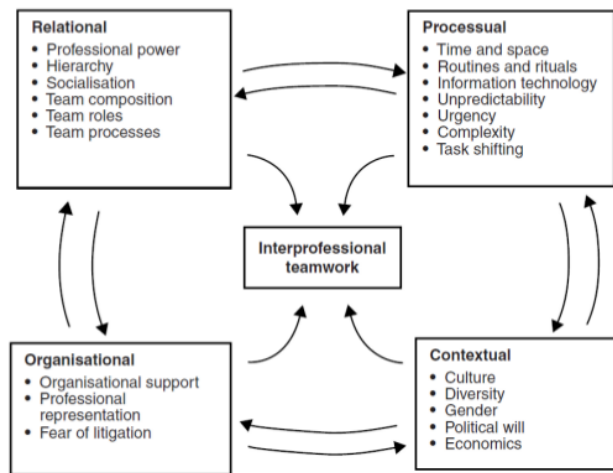 Relational
• Professional power
• Hierarchy
• Socialisation
• Team composition
• Team roles
• Team processes
Processual
• Time and space
• Routines and rituals
• Information technology
• Unpredictability
• Urgency
• Complexity
• Task shifting
Interprofessional
teamwork
Organisational
• Organisational support
• Professional
representation
• Fear of litigation
Contextual
• Culture
• Diversity
• Gender
• Political will
• Economics